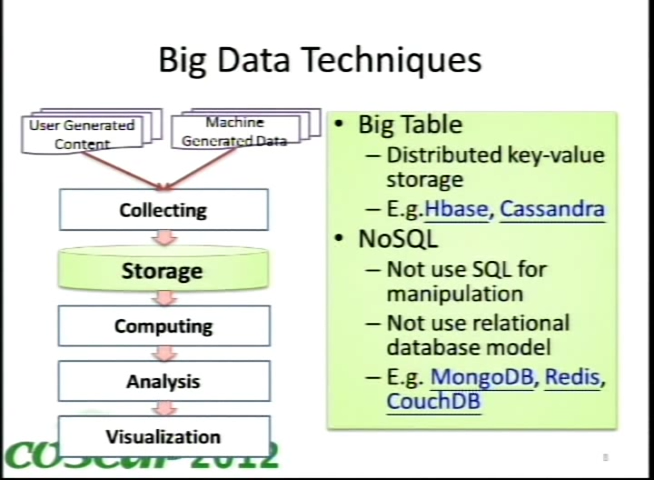 Big Data Techniques
User Generated
Content
Machine
Generated Data
Collecting
Storage
Computing
Analysis
Visualization
• Big Table
– Distributed key-value
storage
– E.g.Hbase, Cassandra
• NoSQL
– Not use SQL for
manipulation
– Not use relational
database model
– E.g. MongoDB, Redis,
CouchDB
2012
8